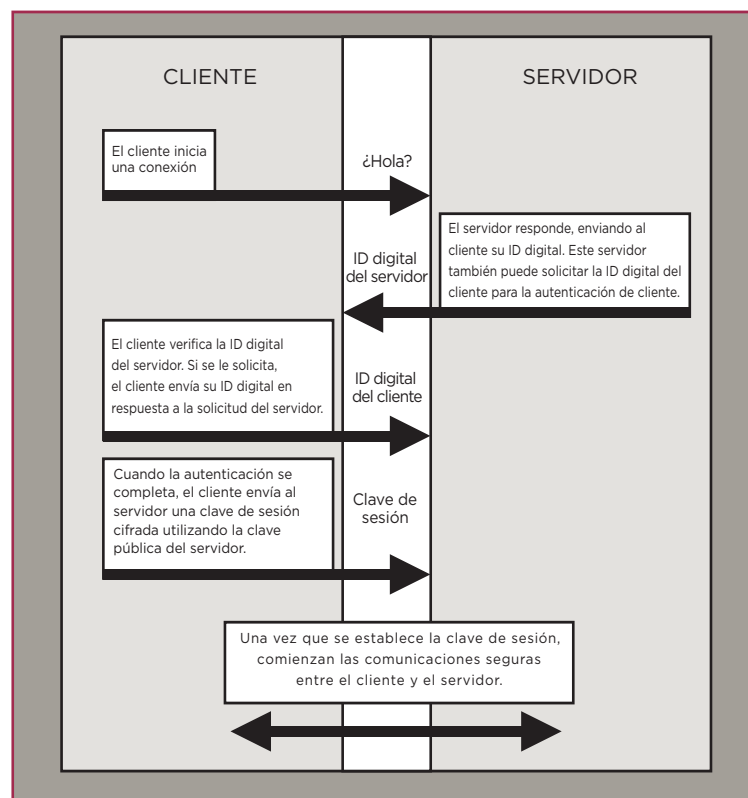 CLIENTE
SERVIDOR
El cliente inicia
una conexión
¿Hola?
El servidor responde, enviando al
cliente su ID digital. Este servidor
también puede solicitar la ID digital del
cliente para la autenticación de cliente.
ID digital
del servidor
El cliente verifica la ID digital
del servidor. Si se le solicita,
el cliente envía su ID digital en
respuesta a la solicitud del servidor.
ID digital
del cliente
Cuando la autenticación se
completa, el cliente envía al
servidor una clave de sesión
cifrada utilizando la clave
pública del servidor.
Clave de
sesión
Una vez que se establece la clave de sesión,
comienzan las comunicaciones seguras
entre el cliente y el servidor.